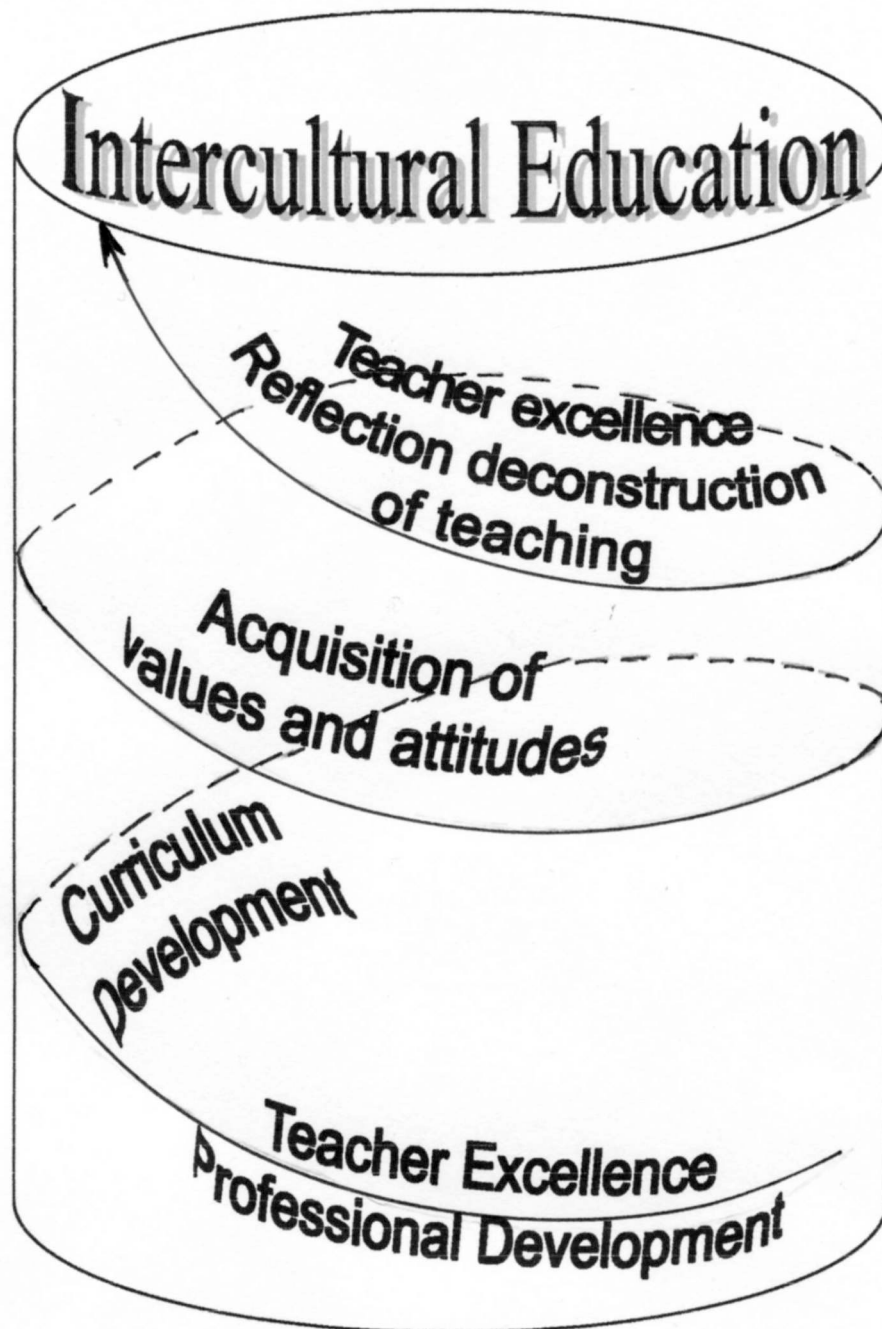 Intercultural Education
Teacher excellence
Reflection deconstruction
of teaching
Acquisition of
values and attitudes
Curriculum
Development
Teacher Excellence
Professional Development